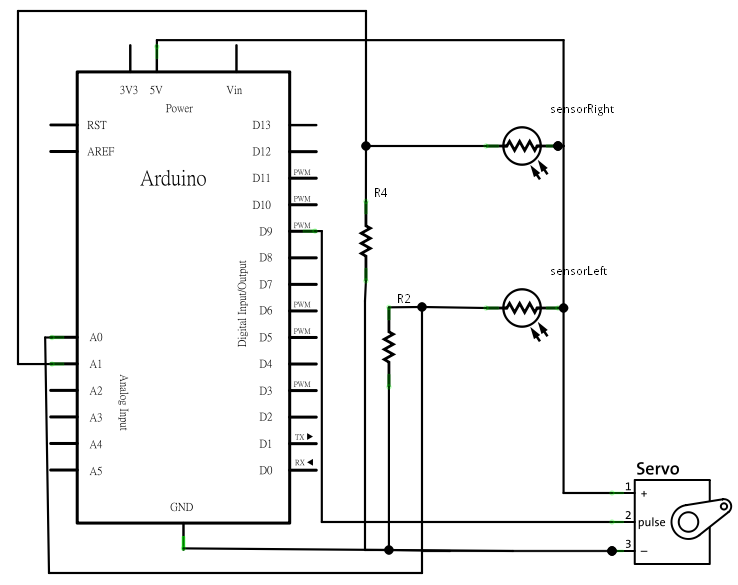 3V3 5V Vin
Power
sensorRight
RST
AREF
Arduino
D13
D12
D11 PWM
D10 PWM
D9 PWM
D8
D7
D6 PWM
D5 PWM
D4
D3 PWM
D2
D1 TX
D0 RX
Digital Input/Output
R4
sensorLeft
R2
A0
A1
A2
A3
A4
A5
Analog Input
GND
Servo
1 +
2 pulse
3 −